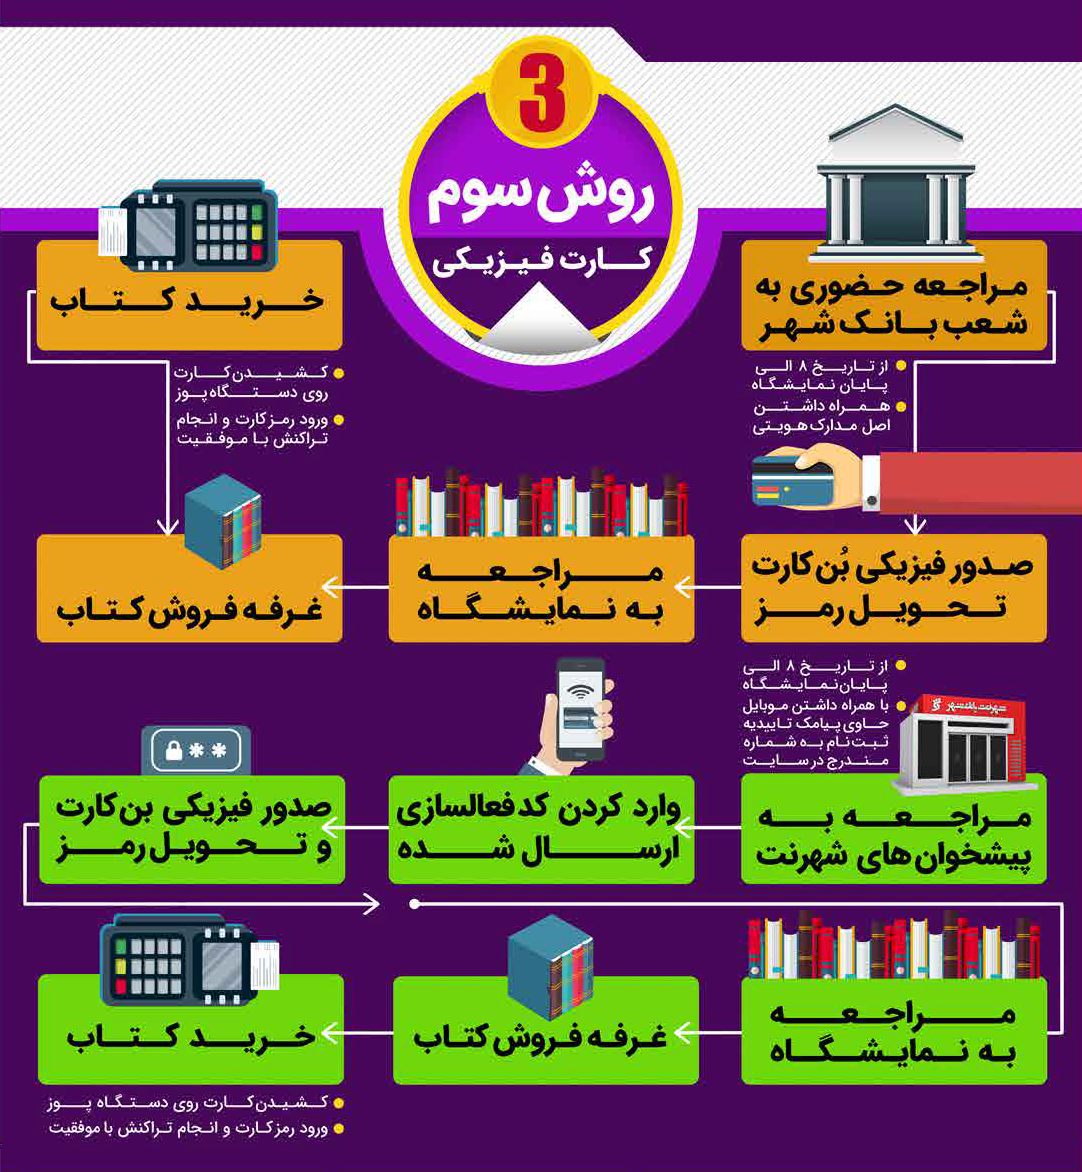 3
روش سوم
کارت فیزیکی
مراجعه حضوری به
شعب بانک شهر
از تاریخ ۸ الی
پایان نمایشگاه
همراه داشتن
اصل مدارک هویتی
صدور فیزیکی بُن کارت
تحویل رمز
مراجعه
به نمایشگاه
غرفه فروش کتاب
خرید کتاب
کشیدن کارت
روی دستگاه پوز
ورود رمز کارت و انجام
تراکنش با موفقیت
از تاریخ ۸ الی
پایان نمایشگاه
با همراه داشتن موبایل
حاوی پیامک تاییدیه
ثبت نام به شماره
مندرج در سایت
شهرنت بانک شهر
مراجعه به
پیشخوان های شهرنت
وارد کردن کد فعالسازی
ارسال شده
**
صدور فیزیکی بن کارت
و تحویل رمز
مراجعه
به نمایشگاه
غرفه فروش کتاب
خرید کتاب
کشیدن کارت روی دستگاه پوز
ورود رمز کارت و انجام تراکنش با موفقیت